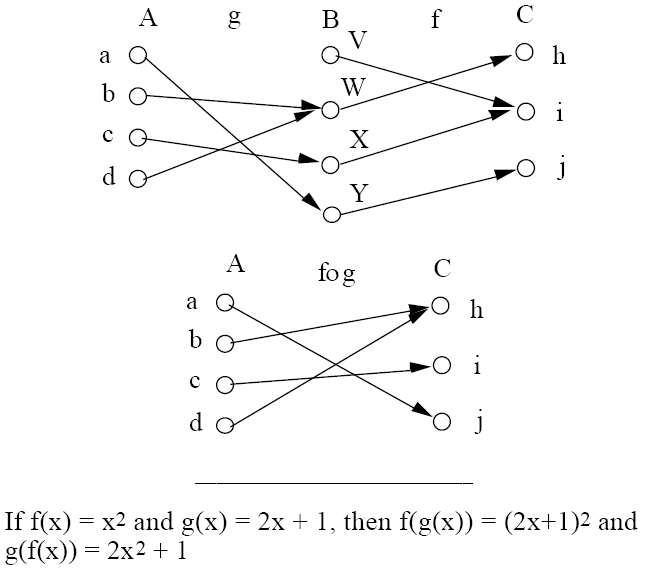 A g B f C
a V h
b W
c X i
d Y j
A fog C
a h
b i
c
d j
If f(x) = x2 and g(x) = 2x + 1, then f(g(x)) = (2x+1)2 and
g(f(x)) = 2x2 + 1